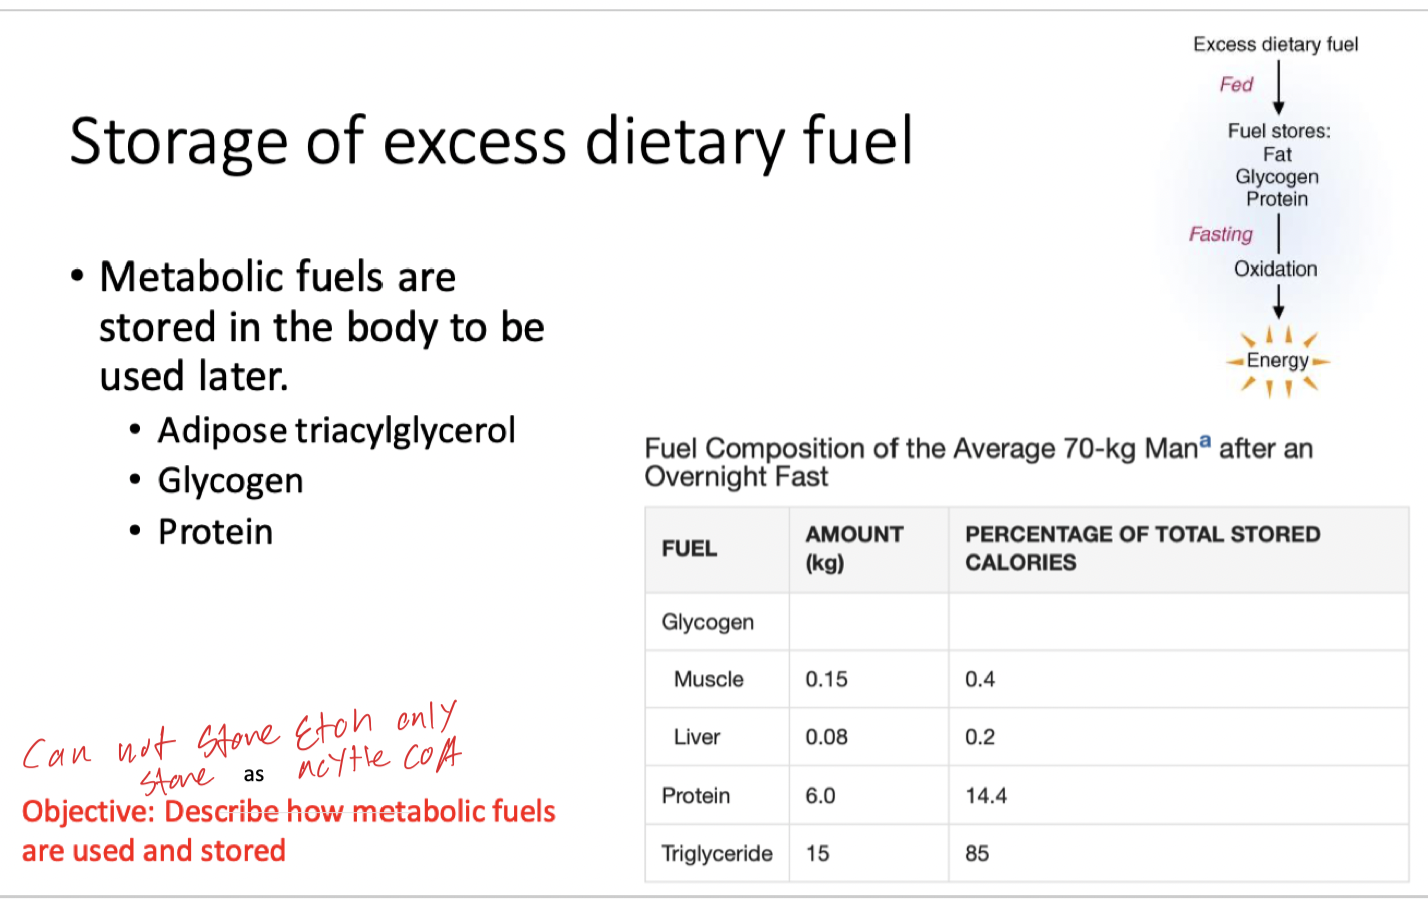 Excess dietary fuel
Fed
Fuel stores:
Fat
Glycogen
Protein
Fasting
Oxidation
Energy
Storage of excess dietary fuel
• Metabolic fuels are
stored in the body to be
used later.
• Adipose triacylglycerol
• Glycogen
• Protein
Fuel Composition of the Average 70-kg Manᵃ after an
Overnight Fast
FUEL AMOUNT (kg) PERCENTAGE OF TOTAL STORED CALORIES
Glycogen
Muscle 0.15 0.4
Liver 0.08 0.2
Protein 6.0 14.4
Triglyceride 15 85
Can not store Etoh only
store as CoA
Objective: Describe how metabolic fuels
are used and stored